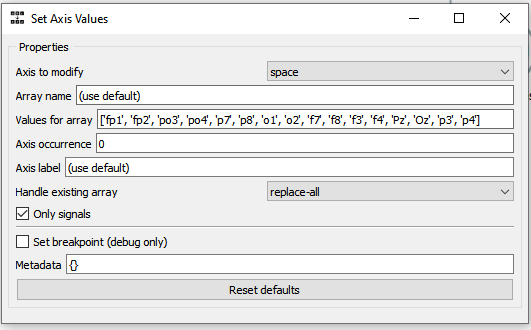 Set Axis Values
Properties
Axis to modify space
Array name (use default)
Values for array ['fp1', 'fp2', 'po3', 'po4', 'p7', 'p8', 'o1', 'o2', 'f7', 'f8', 'f3', 'f4', 'Pz', 'Oz', 'p3', 'p4']
Axis occurrence 0
Axis label (use default)
Handle existing array replace-all
Only signals
Set breakpoint (debug only)
Metadata {}
Reset defaults